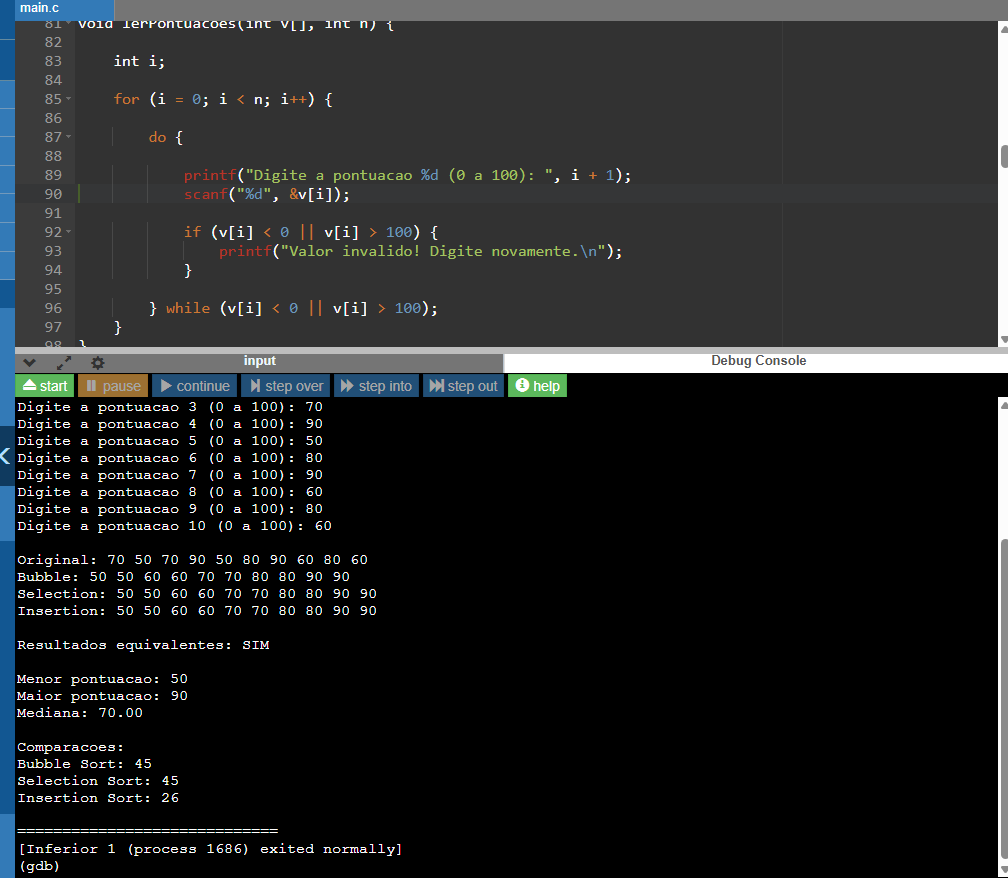 main.c
81 void lerPontuacoes(int v[], int n) {
82
83 int i;
84
85 for (i = 0; i < n; i++) {
86
87 do {
88
89 printf("Digite a pontuacao %d (0 a 100): ", i + 1);
90 scanf("%d", &v[i]);
91
92 if (v[i] < 0 || v[i] > 100) {
93 printf("Valor invalido! Digite novamente.\n");
94 }
95
96 } while (v[i] < 0 || v[i] > 100);
97 }
98 }
input Debug Console
start pause continue step over step into step out help
Digite a pontuacao 3 (0 a 100): 70
Digite a pontuacao 4 (0 a 100): 90
Digite a pontuacao 5 (0 a 100): 50
Digite a pontuacao 6 (0 a 100): 80
Digite a pontuacao 7 (0 a 100): 90
Digite a pontuacao 8 (0 a 100): 60
Digite a pontuacao 9 (0 a 100): 80
Digite a pontuacao 10 (0 a 100): 60
Original: 70 50 70 90 50 80 90 60 80 60
Bubble: 50 50 60 60 70 70 80 80 90 90
Selection: 50 50 60 60 70 70 80 80 90 90
Insertion: 50 50 60 60 70 70 80 80 90 90
Resultados equivalentes: SIM
Menor pontuacao: 50
Maior pontuacao: 90
Mediana: 70.00
Comparacoes:
Bubble Sort: 45
Selection Sort: 45
Insertion Sort: 26
=============================
[Inferior 1 (process 1686) exited normally]
(gdb)